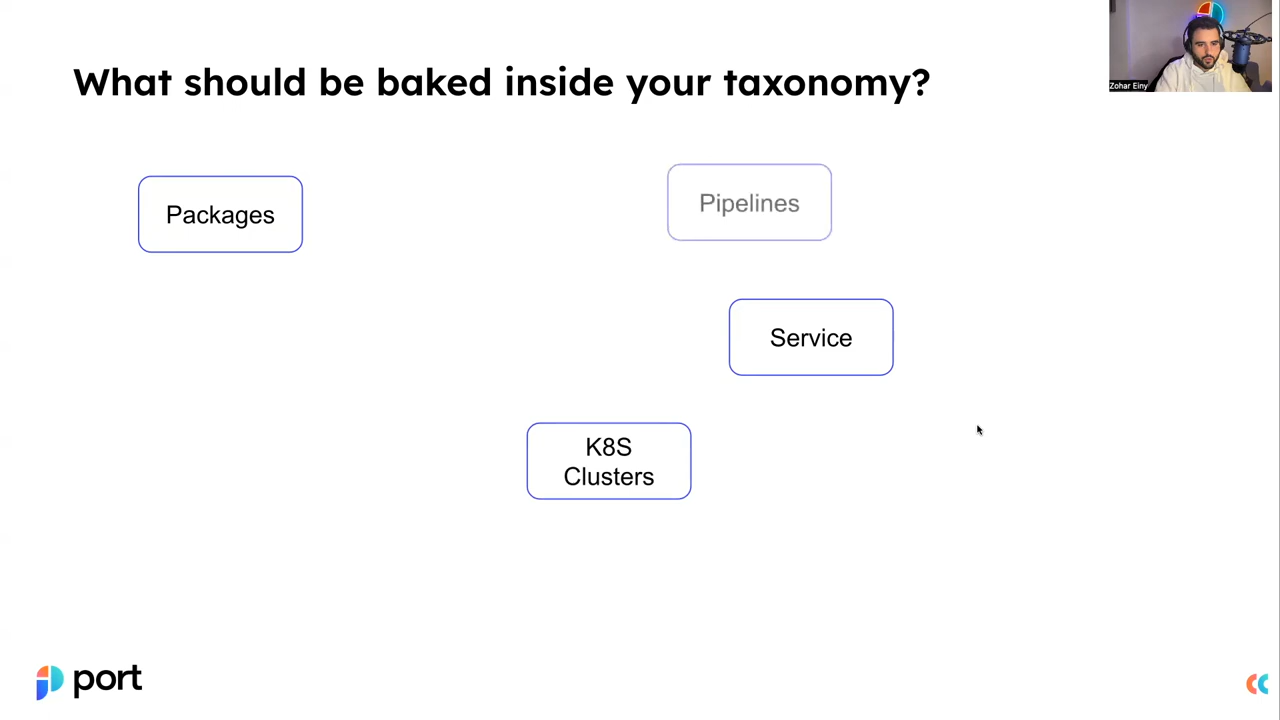 What should be baked inside your taxonomy?
Zohar Einy
Packages
Pipelines
Service
K8S
Clusters
port